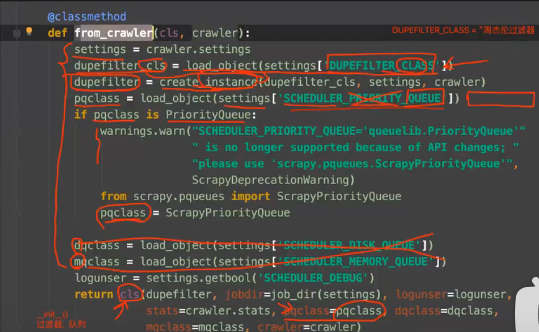 @classmethod
def from_crawler(cls, crawler):
DUPEFILTER_CLASS = "周杰伦过滤器
settings = crawler.settings
dupefilter_cls = load_object(settings['DUPEFILTER_CLASS'])
dupefilter = create_instance(dupefilter_cls, settings, crawler)
pqclass = load_object(settings['SCHEDULER_PRIORITY_QUEUE'])
if pqclass is PriorityQueue:
warnings.warn("SCHEDULER_PRIORITY_QUEUE='queuelib.PriorityQueue'"
" is no longer supported because of API changes; "
"please use 'scrapy.pqueues.ScrapyPriorityQueue'",
ScrapyDeprecationWarning)
from scrapy.pqueues import ScrapyPriorityQueue
pqclass = ScrapyPriorityQueue
dqclass = load_object(settings['SCHEDULER_DISK_QUEUE'])
mqclass = load_object(settings['SCHEDULER_MEMORY_QUEUE'])
logunser = settings.getbool('SCHEDULER_DEBUG')
return cls(dupefilter, jobdir=job_dir(settings), logunser=logunser,
stats=crawler.stats, pqclass=pqclass, dqclass=dqclass,
mqclass=mqclass, crawler=crawler)
__init__()
过滤器, 队列